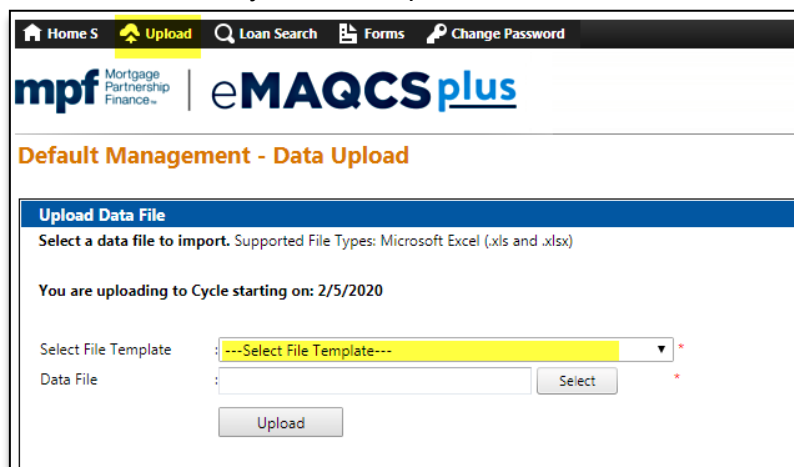 Home S Upload Loan Search Forms Change Password
mpf Mortgage Partnership Finance™ eMAQCS plus
Default Management - Data Upload
Upload Data File
Select a data file to import. Supported File Types: Microsoft Excel (.xls and .xlsx)
You are uploading to Cycle starting on: 2/5/2020
Select File Template : ---Select File Template--- ▼ *
Data File : Select *
Upload